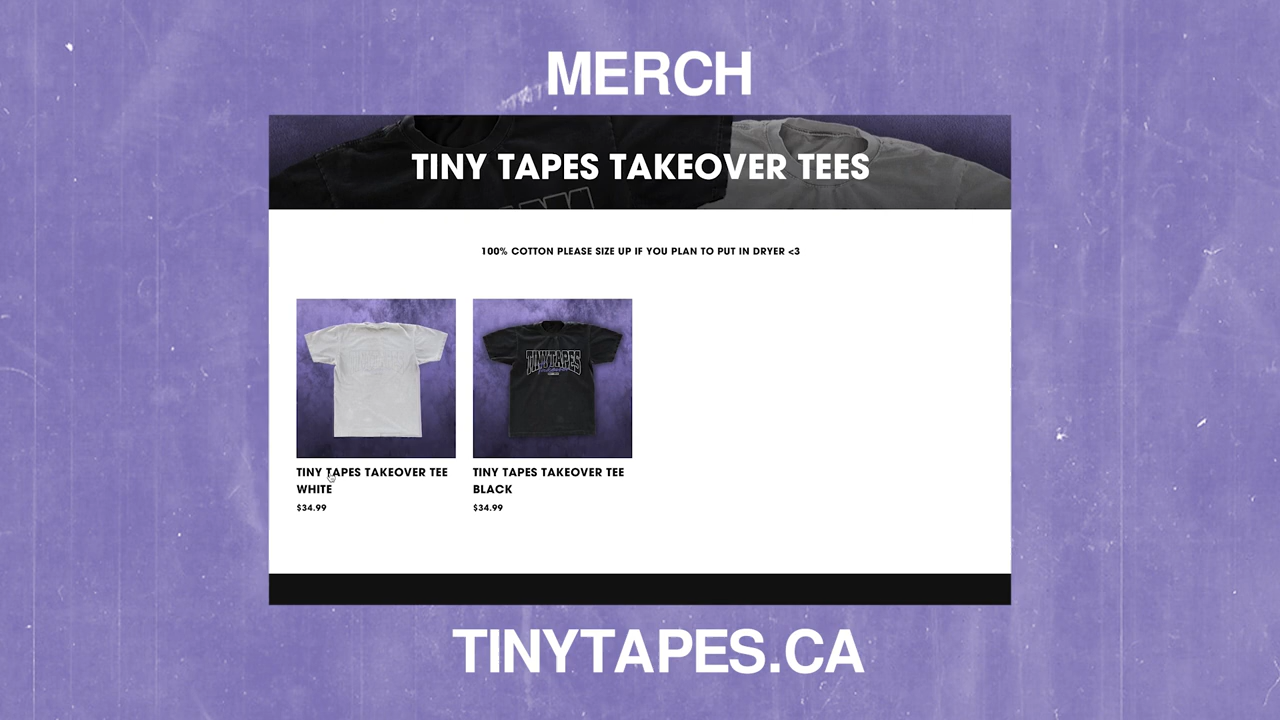 MERCH
TINY TAPES TAKEOVER TEES
100% COTTON PLEASE SIZE UP IF YOU PLAN TO PUT IN DRYER <3
TINYTAPES
TINY TAPES TAKEOVER TEE
WHITE
$34.99
TINY TAPES TAKEOVER TEE
BLACK
$34.99
TINYTAPES.CA